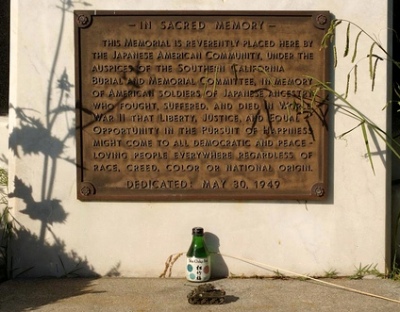 — IN SACRED MEMORY —
THIS MEMORIAL IS REVERENTLY PLACED HERE BY
THE JAPANESE AMERICAN COMMUNITY, UNDER THE
AUSPICES OF THE SOUTHERN CALIFORNIA
BURIAL AND MEMORIAL COMMITTEE, IN MEMORY
OF AMERICAN SOLDIERS OF JAPANESE ANCESTRY
WHO FOUGHT, SUFFERED, AND DIED IN WORLD
WAR II THAT LIBERTY, JUSTICE, AND EQUAL
OPPORTUNITY IN THE PURSUIT OF HAPPINESS
MIGHT COME TO ALL DEMOCRATIC AND PEACE-
LOVING PEOPLE EVERYWHERE REGARDLESS OF
RACE, CREED, COLOR OR NATIONAL ORIGIN.
DEDICATED: MAY 30, 1949
松竹梅